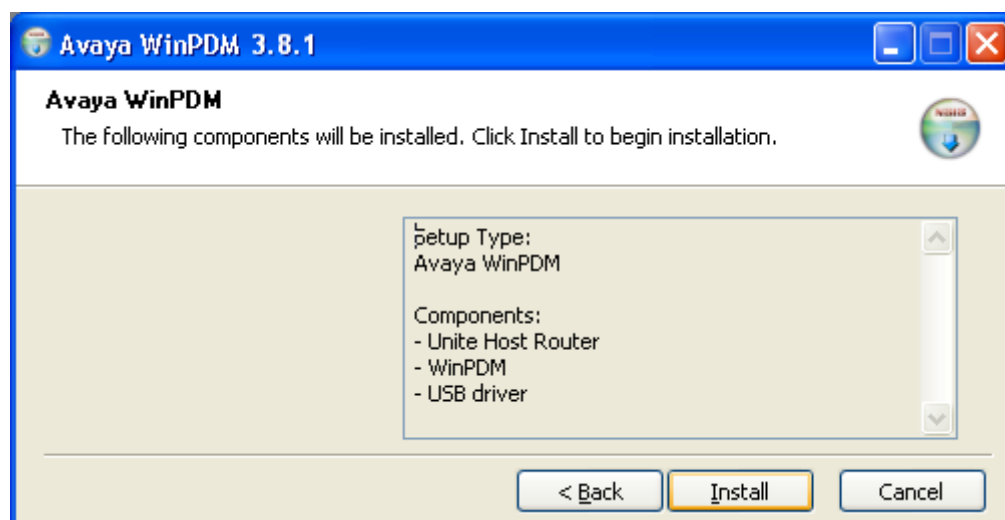 Avaya WinPDM 3.8.1
Avaya WinPDM
The following components will be installed. Click Install to begin installation.
Setup Type:
Avaya WinPDM
Components:
- Unite Host Router
- WinPDM
- USB driver
< Back
Install
Cancel